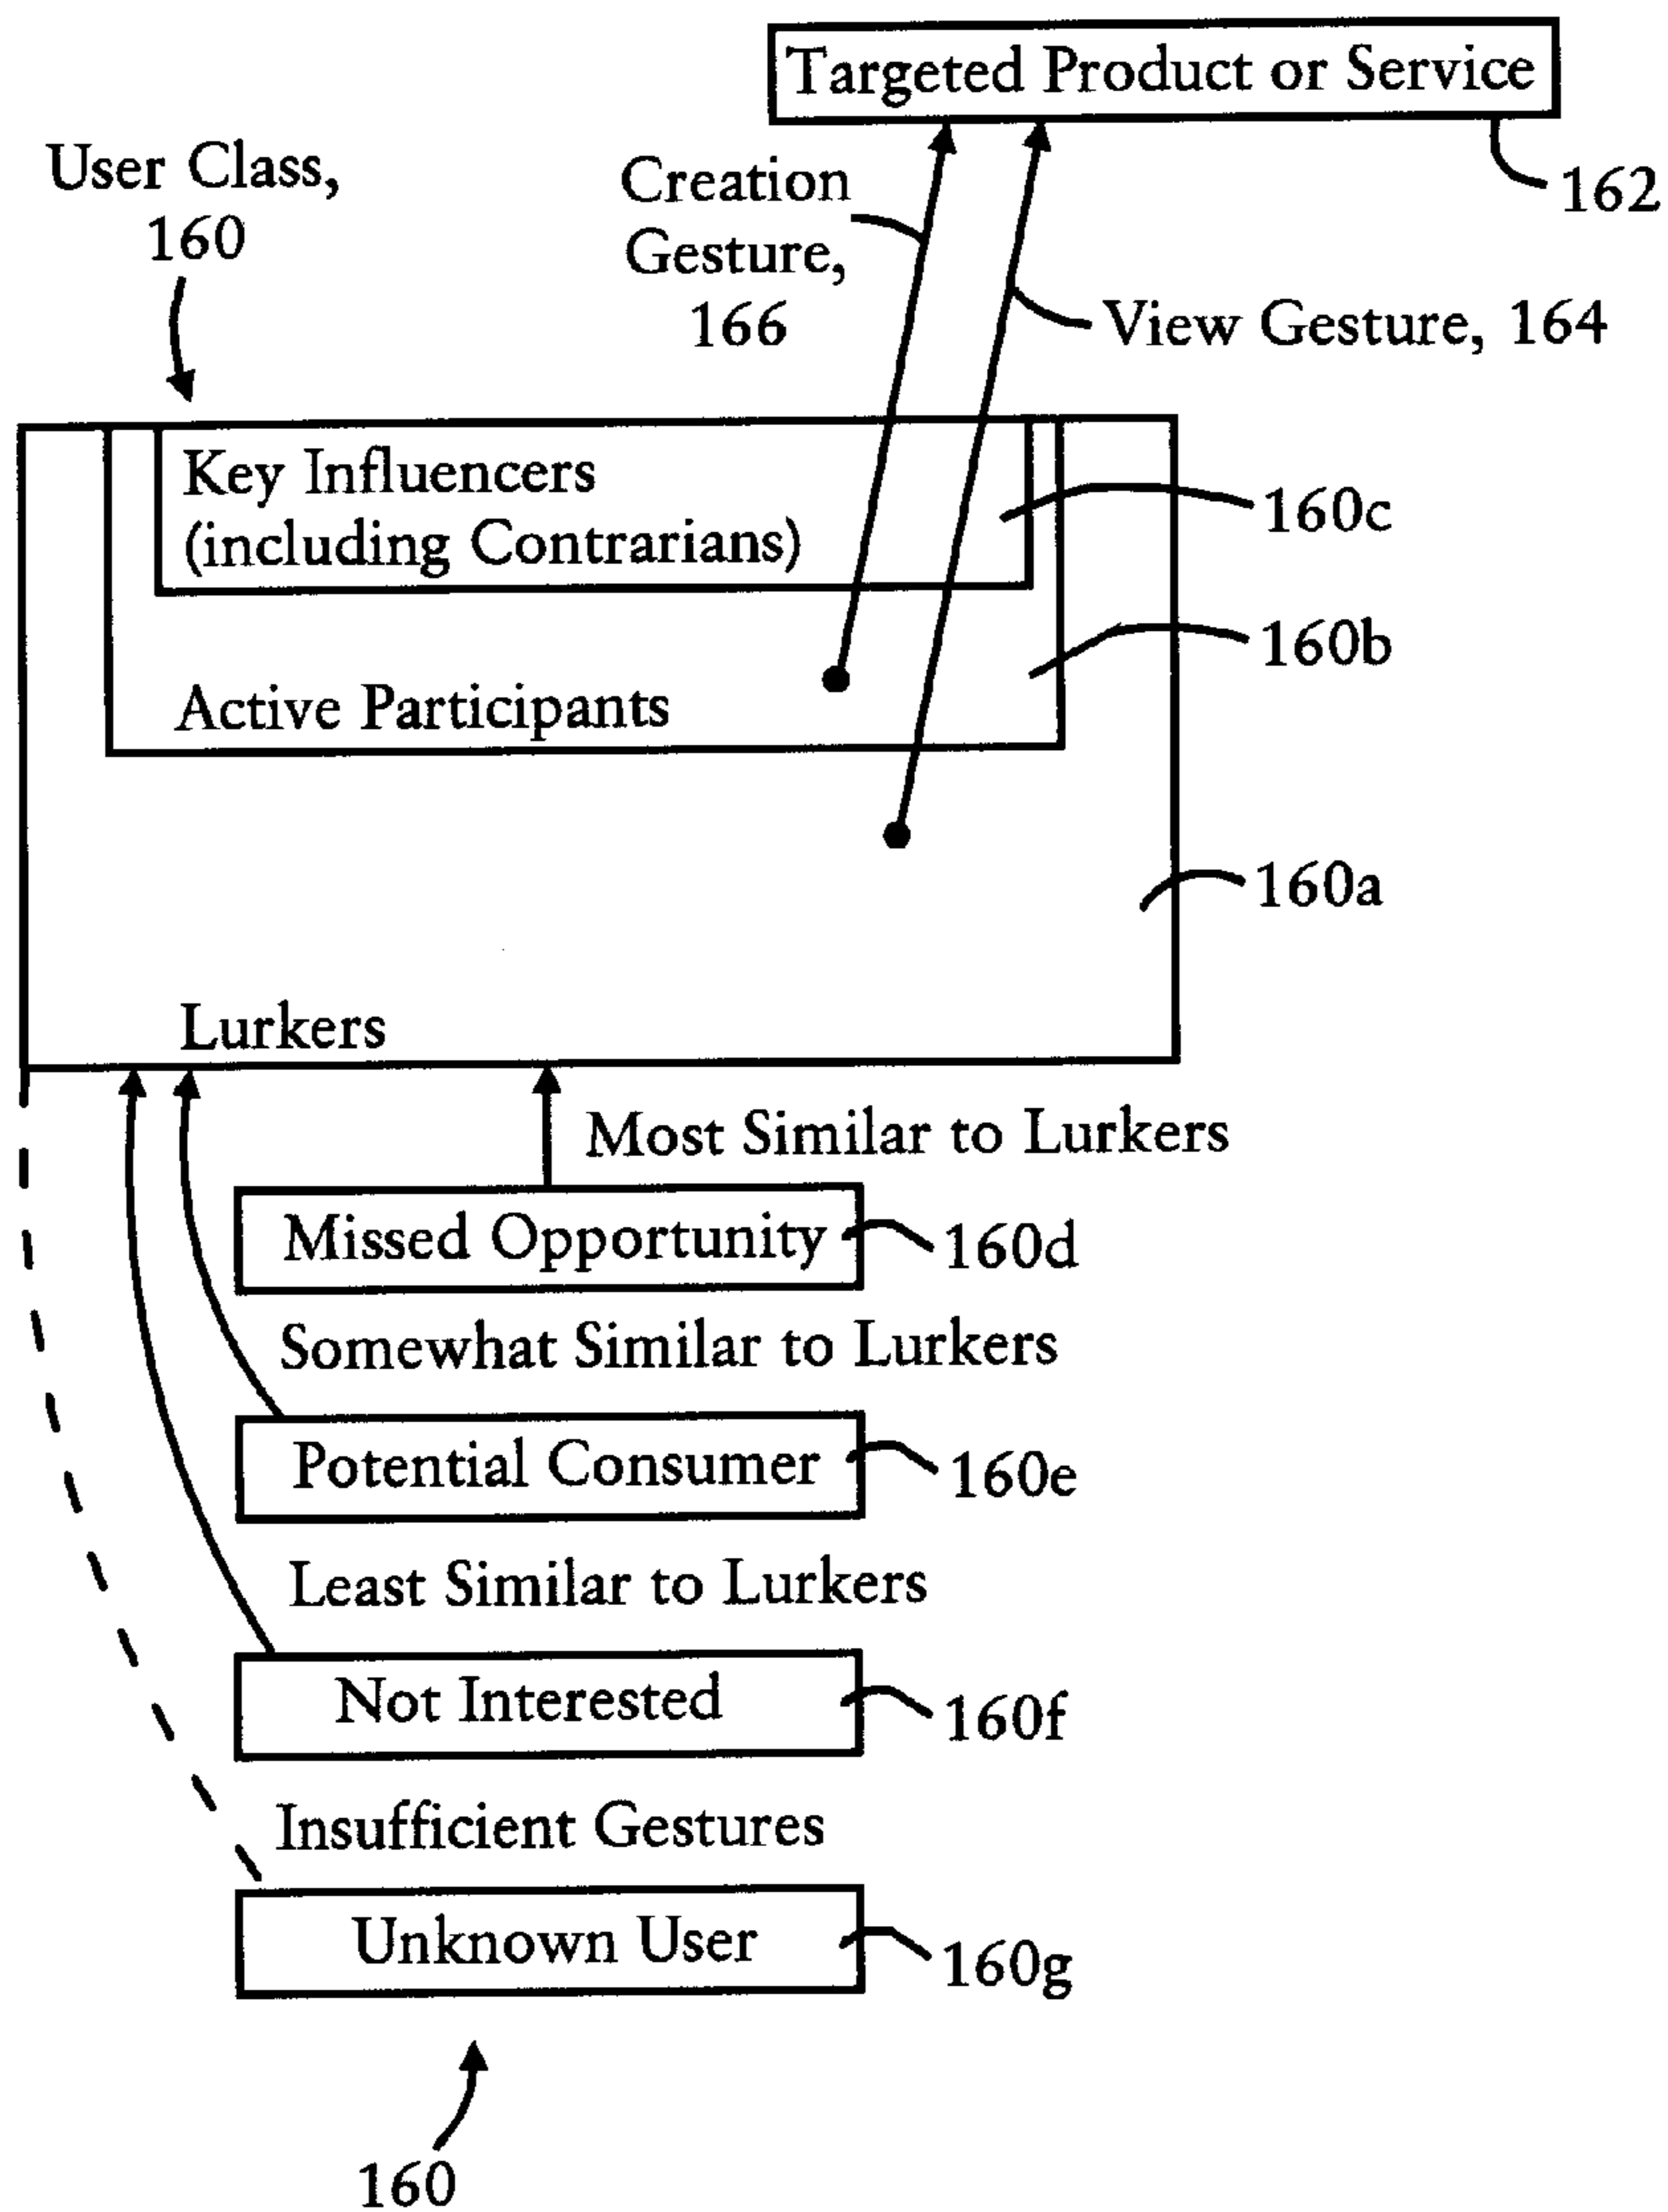 Targeted Product or Service
162
User Class,
160
Creation
Gesture,
166
View Gesture, 164
Key Influencers
(including Contrarians)
160c
160b
Active Participants
160a
Lurkers
Most Similar to Lurkers
Missed Opportunity
160d
Somewhat Similar to Lurkers
Potential Consumer
160e
Least Similar to Lurkers
Not Interested
160f
Insufficient Gestures
Unknown User
160g
160